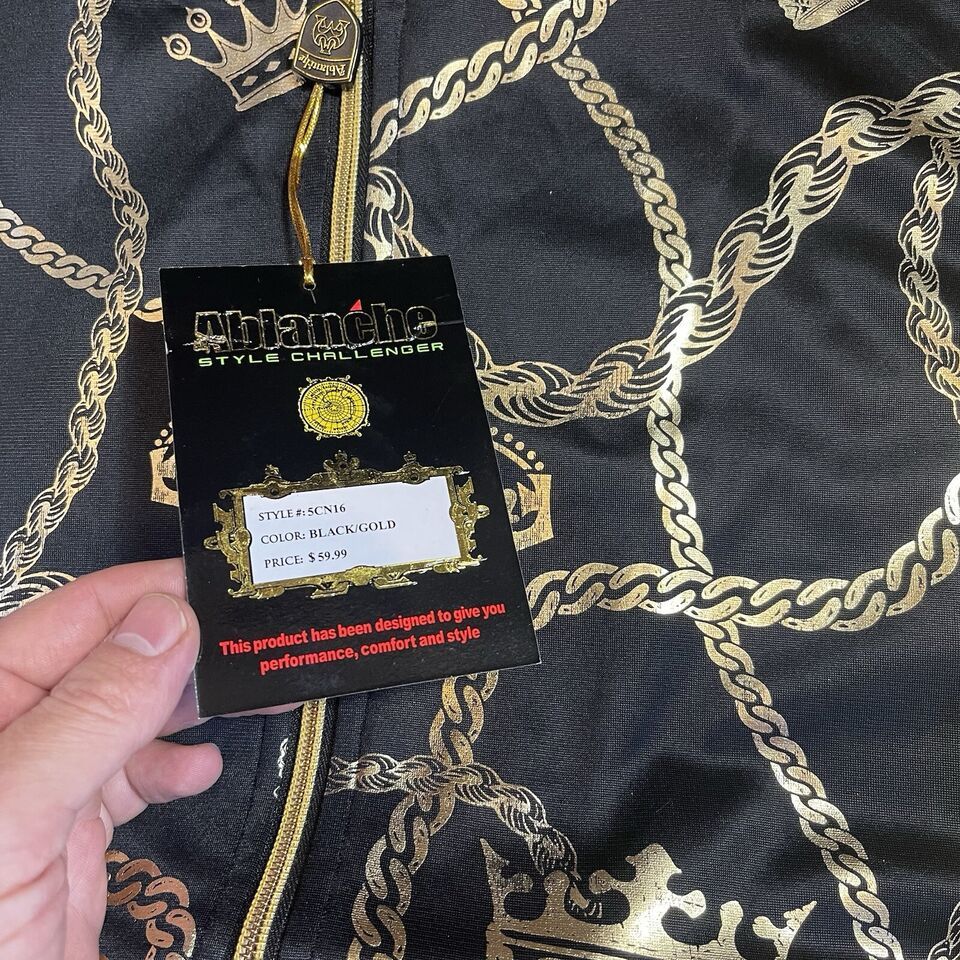 Ablanche
Ablanche
STYLE CHALLENGER
STYLE #: 5CN16
COLOR: BLACK/GOLD
PRICE: $59.99
This product has been designed to give you
performance, comfort and style